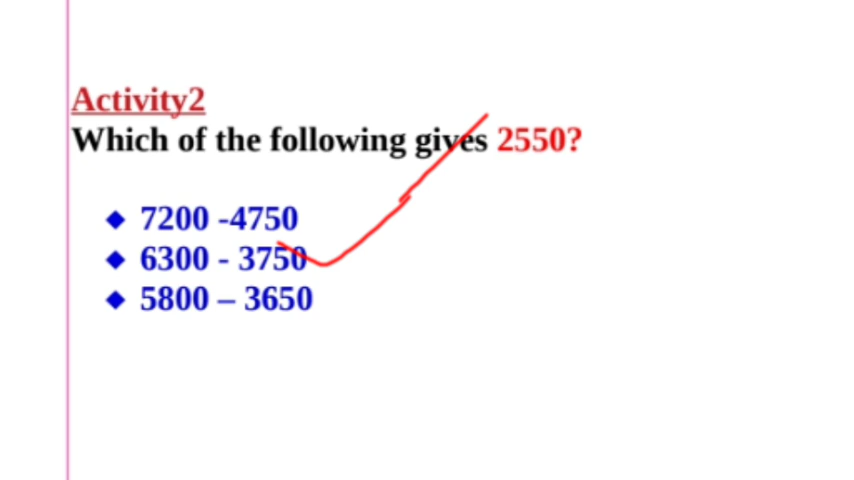 Activity2
Which of the following gives 2550?
◆ 7200 -4750
◆ 6300 - 3750
◆ 5800 – 3650